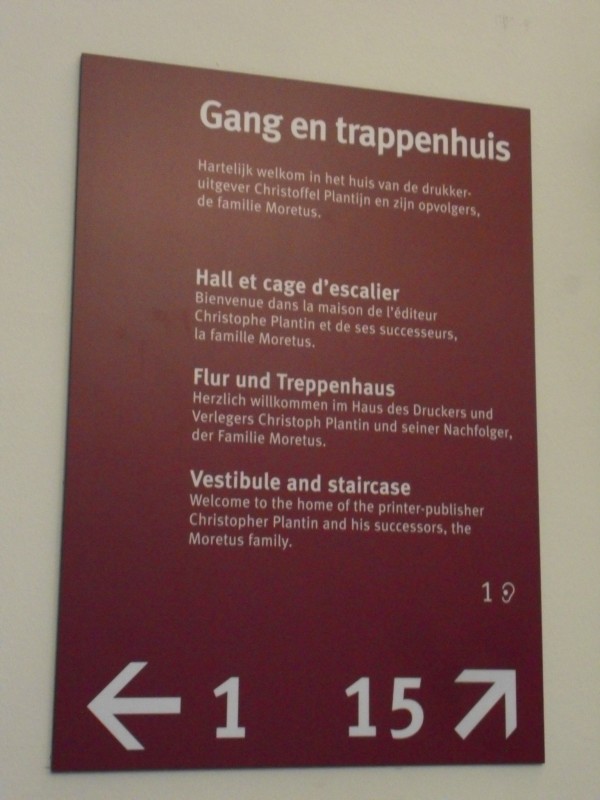 Gang en trappenhuis
Hartelijk welkom in het huis van de drukker-
uitgever Christoffel Plantijn en zijn opvolgers,
de familie Moretus.
Hall et cage d'escalier
Bienvenue dans la maison de l'éditeur
Christophe Plantin et de ses successeurs,
la famille Moretus.
Flur und Treppenhaus
Herzlich willkommen im Haus des Druckers und
Verlegers Christoph Plantin und seiner Nachfolger,
der Familie Moretus.
Vestibule and staircase
Welcome to the home of the printer-publisher
Christopher Plantin and his successors, the
Moretus family.
1
1 15